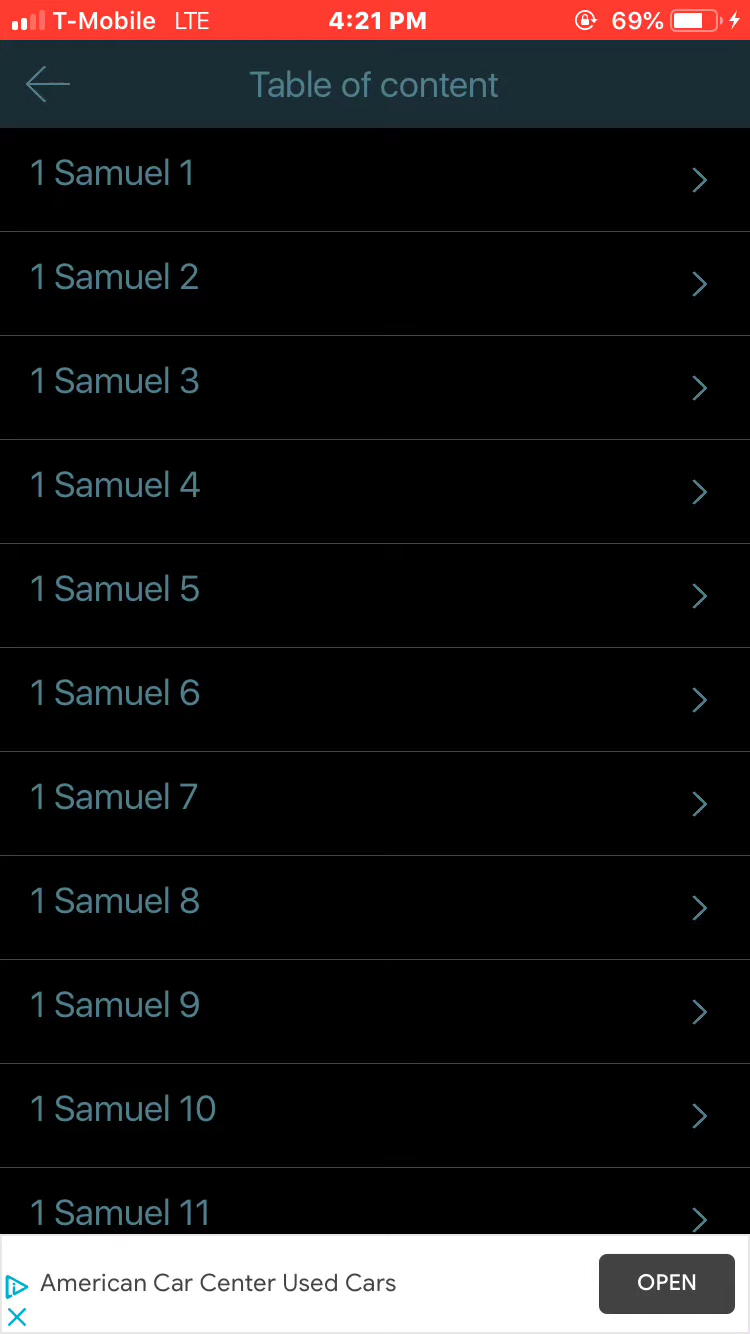 T-Mobile LTE 4:21 PM 69%
Table of content
1 Samuel 1
1 Samuel 2
1 Samuel 3
1 Samuel 4
1 Samuel 5
1 Samuel 6
1 Samuel 7
1 Samuel 8
1 Samuel 9
1 Samuel 10
1 Samuel 11
American Car Center Used Cars OPEN